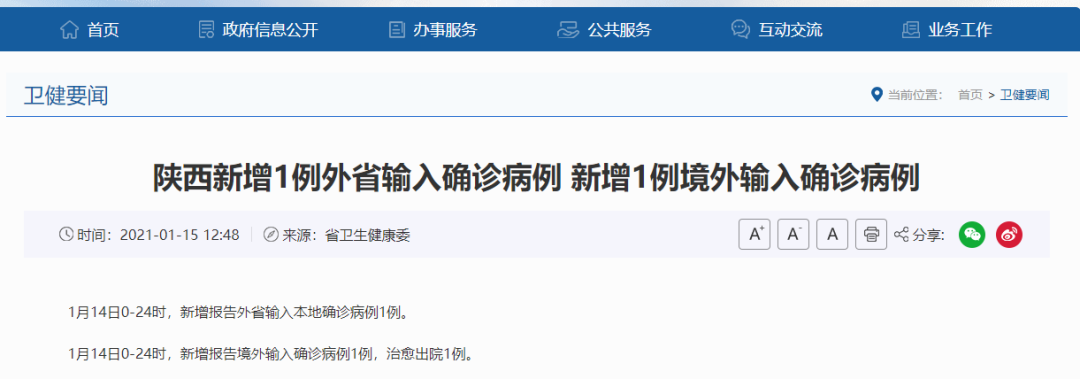 首页 政府信息公开 办事服务 公共服务 互动交流 业务工作
卫健要闻 当前位置： 首页 > 卫健要闻
陕西新增1例外省输入确诊病例 新增1例境外输入确诊病例
时间：2021-01-15 12:48 来源：省卫生健康委 A+ A- A 分享:
1月14日0-24时，新增报告外省输入本地确诊病例1例。
1月14日0-24时，新增报告境外输入确诊病例1例，治愈出院1例。